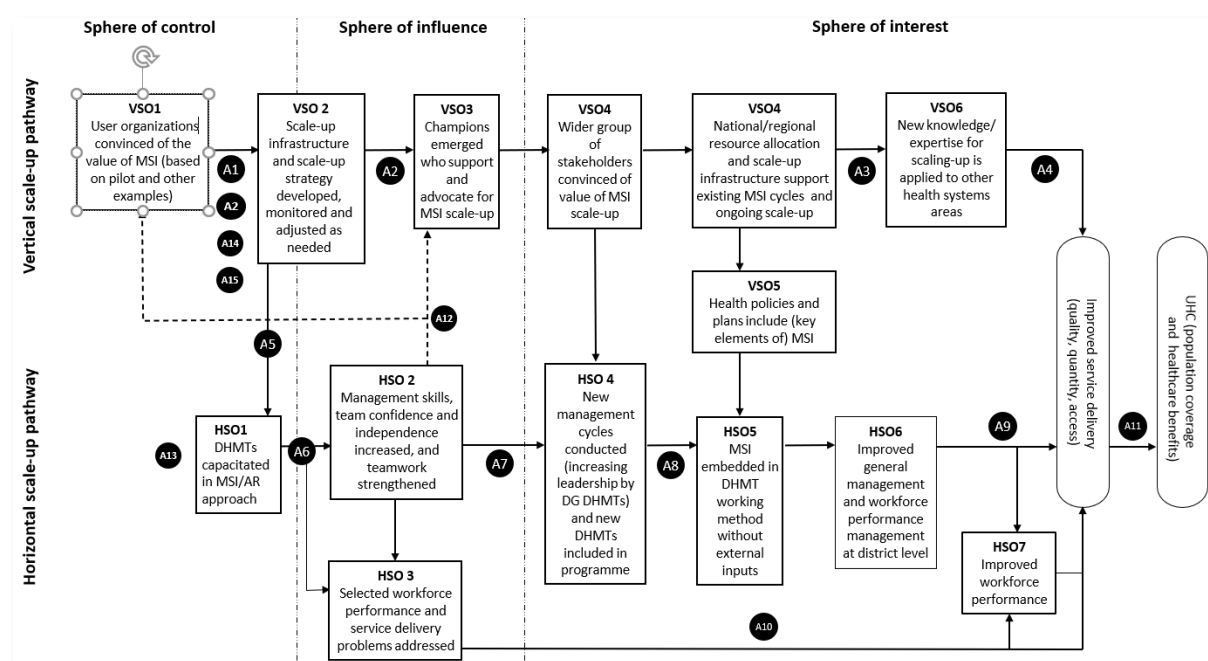 Sphere of control
Sphere of influence
Sphere of interest
Vertical scale-up pathway
VSO1
User organizations
convinced of the
value of MSI (based
on pilot and other
examples)
A1
A2
A14
A15
VSO 2
Scale-up
infrastructure
and scale-up
strategy
developed,
monitored and
adjusted as
needed
A2
VSO3
Champions
emerged who
support and
advocate for
MSI scale-up
VSO4
Wider group of
stakeholders
convinced of
value of MSI
scale-up
VSO4
National/regional
resource allocation
and scale-up
infrastructure support
existing MSI cycles and
ongoing scale-up
A3
VSO6
New knowledge/
expertise for
scaling-up is
applied to other
health systems
areas
A4
VSO5
Health policies and
plans include (key
elements of) MSI
A12
A5
Improved service delivery
(quality, quantity, access)
A11
UHC (population coverage
and healthcare benefits)
Horizontal scale-up pathway
A13
HSO1
DHMTs
capacitated
in MSI/AR
approach
A6
HSO 2
Management skills,
team confidence and
independence
increased, and
teamwork
strengthened
A7
HSO 4
New
management
cycles
conducted
(increasing
leadership by
DG DHMTs)
and new
DHMTs
included in
programme
A8
HSO5
MSI
embedded in
DHMT
working
method
without
external
inputs
HSO6
Improved
general
management
and workforce
performance
management
at district level
A9
HSO7
Improved
workforce
performance
HSO 3
Selected workforce
performance and
service delivery
problems addressed
A10